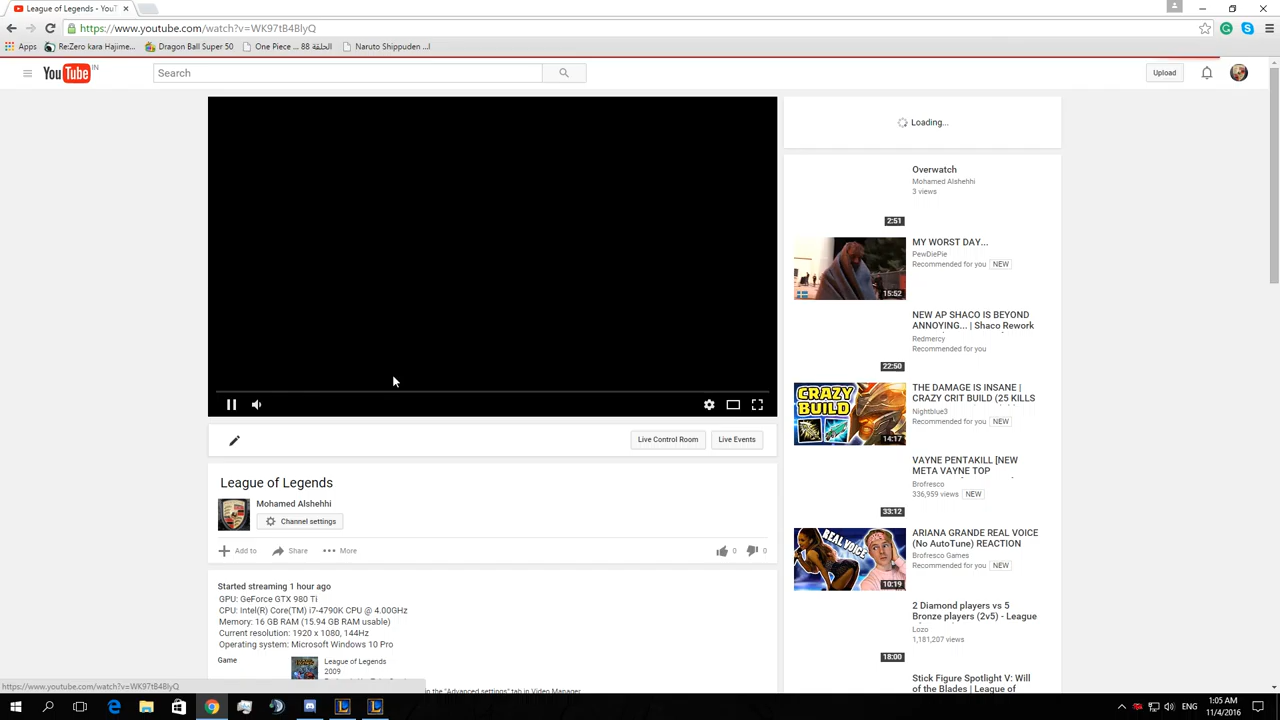 League of Legends - YouT
https://www.youtube.com/watch?v=WK97tB4BlyQ
Apps
Re:Zero kara Hajime...
Dragon Ball Super 50
One Piece ... 88 الحلقة
Naruto Shippuden ...l
YouTube IN
Search
Upload
Loading...
Overwatch
Mohamed Alshehhi
3 views
2:51
MY WORST DAY...
PewDiePie
Recommended for you NEW
15:52
NEW AP SHACO IS BEYOND
ANNOYING... | Shaco Rework
Redmercy
Recommended for you
22:50
CRAZY
BUILD
THE DAMAGE IS INSANE |
CRAZY CRIT BUILD (25 KILLS
Nightblue3
Recommended for you NEW
14:17
VAYNE PENTAKILL [NEW
META VAYNE TOP
Brofresco
336,959 views NEW
33:12
REAL VOICE
ARIANA GRANDE REAL VOICE
(No AutoTune) REACTION
Brofresco Games
Recommended for you NEW
10:19
2 Diamond players vs 5
Bronze players (2v5) - League
Lozo
1,181,207 views
18:00
Stick Figure Spotlight V: Will
of the Blades | League of
Live Control Room
Live Events
League of Legends
Mohamed Alshehhi
Channel settings
Add to
Share
More
0
0
Started streaming 1 hour ago
GPU: GeForce GTX 980 Ti
CPU: Intel(R) Core(TM) i7-4790K CPU @ 4.00GHz
Memory: 16 GB RAM (15.94 GB RAM usable)
Current resolution: 1920 x 1080, 144Hz
Operating system: Microsoft Windows 10 Pro
Game
League of Legends
2009
n the "Advanced settings" tab in Video Manager
https://www.youtube.com/watch?v=WK97tB4BlyQ
ENG
1:05 AM
11/4/2016